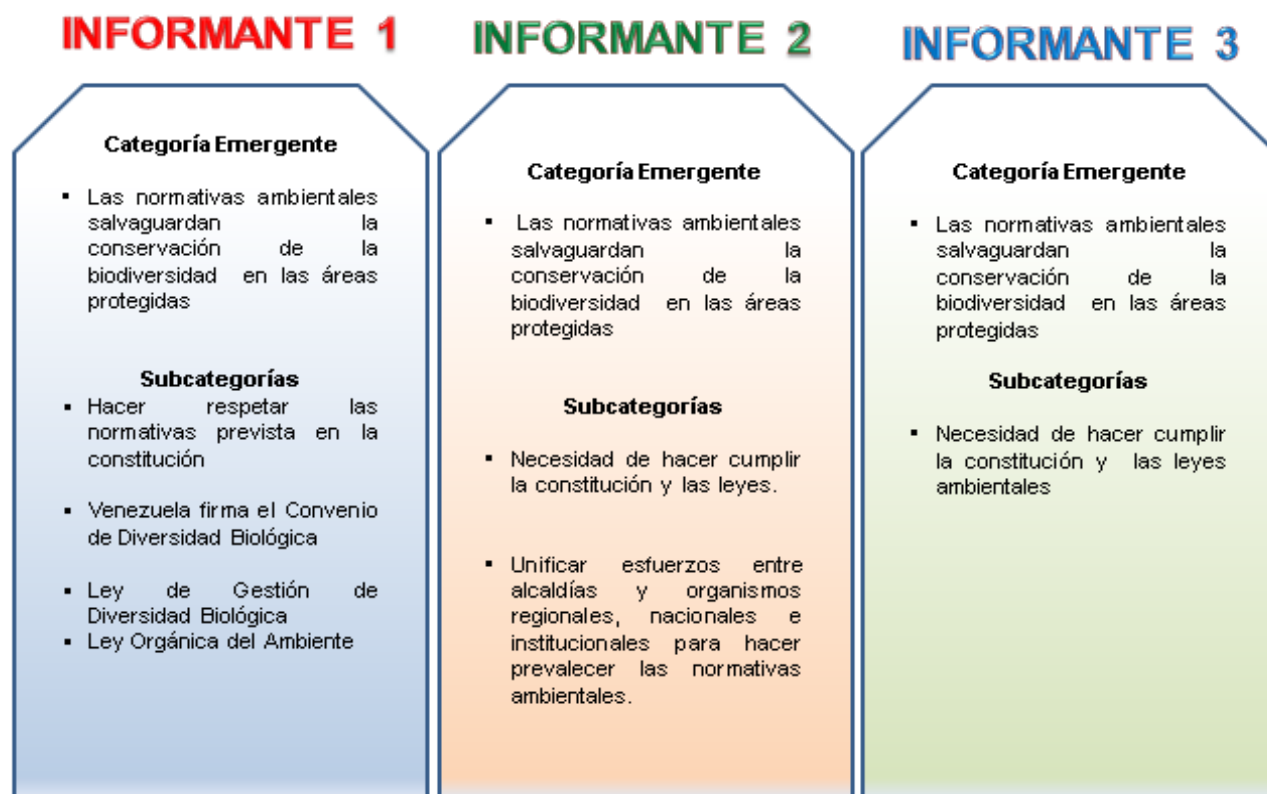 INFORMANTE 1
Categoría Emergente
▪ Las normativas ambientales
salvaguardan la
conservación de la
biodiversidad en las áreas
protegidas
Subcategorías
▪ Hacer respetar las
normativas prevista en la
constitución
▪ Venezuela firma el Convenio
de Diversidad Biológica
▪ Ley de Gestión de
Diversidad Biológica
▪ Ley Orgánica del Ambiente
INFORMANTE 2
Categoría Emergente
▪ Las normativas ambientales
salvaguardan la
conservación de la
biodiversidad en las áreas
protegidas
Subcategorías
▪ Necesidad de hacer cumplir
la constitución y las leyes.
▪ Unificar esfuerzos entre
alcaldías y organismos
regionales, nacionales e
institucionales para hacer
prevalecer las normativas
ambientales.
INFORMANTE 3
Categoría Emergente
▪ Las normativas ambientales
salvaguardan la
conservación de la
biodiversidad en las áreas
protegidas
Subcategorías
▪ Necesidad de hacer cumplir
la constitución y las leyes
ambientales